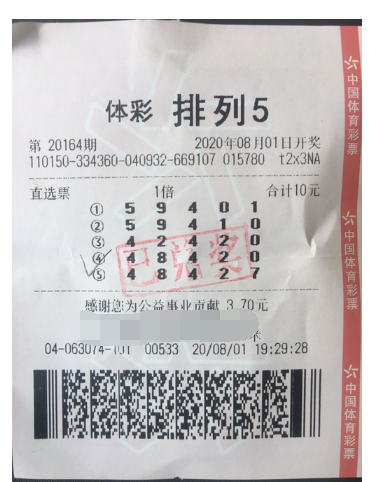 体彩 排列5
第 20164期 2020年08月01日开奖
110150-334360-040932-669107 015780 t2x3NA
直选票 1倍 合计10元
① 5 9 4 0 1
② 5 9 4 1 0
③ 4 2 4 2 0
④ 4 8 4 2 0
⑤ 4 8 4 2 7
已兑奖
感谢您为公益事业贡献 3.70元
04-063074-101 00533 20/08/01 19:29:28
中国体育彩票
中国体育彩票
中国体育彩票